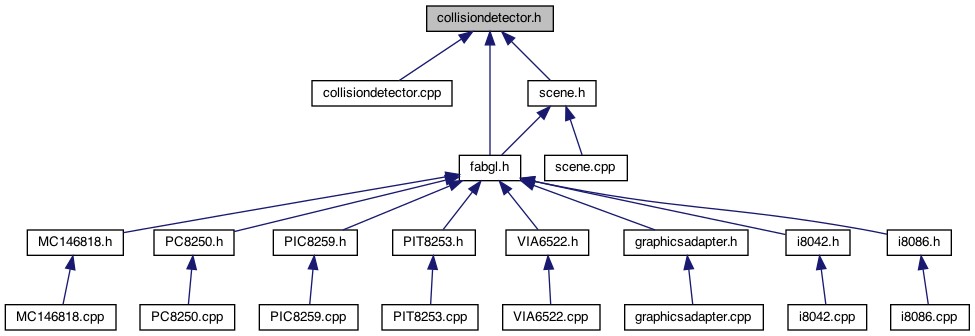 collisiondetector.h
collisiondetector.cpp
scene.h
fabgl.h
scene.cpp
MC146818.h
PC8250.h
PIC8259.h
PIT8253.h
VIA6522.h
graphicsadapter.h
i8042.h
i8086.h
MC146818.cpp
PC8250.cpp
PIC8259.cpp
PIT8253.cpp
VIA6522.cpp
graphicsadapter.cpp
i8042.cpp
i8086.cpp